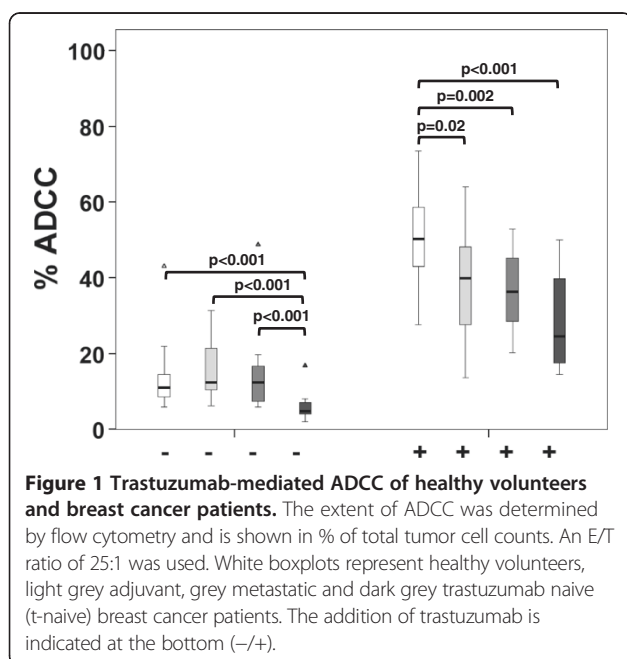 100
80
60
40
20
0
% ADCC
p<0.001
p=0.002
p=0.02
p<0.001
p<0.001
p<0.001
- - - - + + + +
Figure 1 Trastuzumab-mediated ADCC of healthy volunteers
and breast cancer patients. The extent of ADCC was determined
by flow cytometry and is shown in % of total tumor cell counts. An E/T
ratio of 25:1 was used. White boxplots represent healthy volunteers,
light grey adjuvant, grey metastatic and dark grey trastuzumab naive
(t-naive) breast cancer patients. The addition of trastuzumab is
indicated at the bottom (−/+).